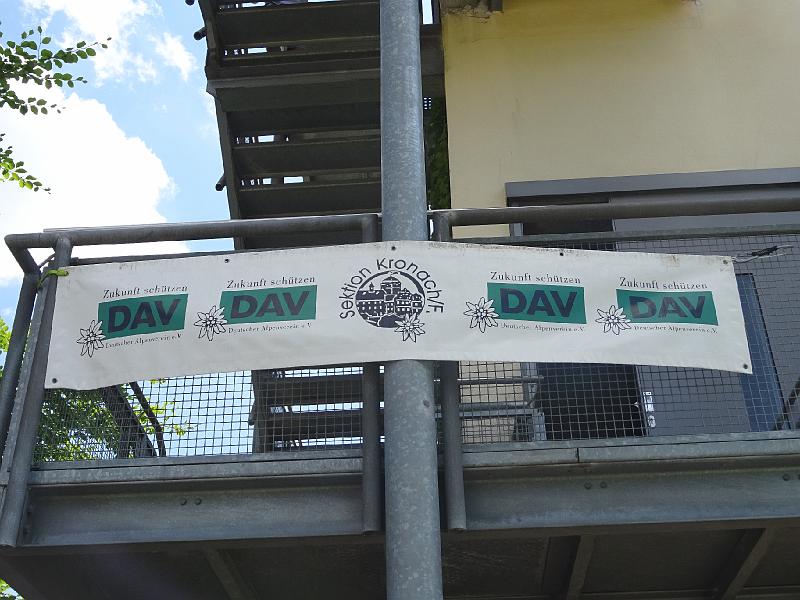 Zukunft schützen
DAV
Deutscher Alpenverein e.V.
Zukunft schützen
DAV
Deutscher Alpenverein e.V.
Sektion Kronach/F.
Zukunft schützen
DAV
Deutscher Alpenverein e.V.
Zukunft schützen
DAV
Deutscher Alpenverein e.V.